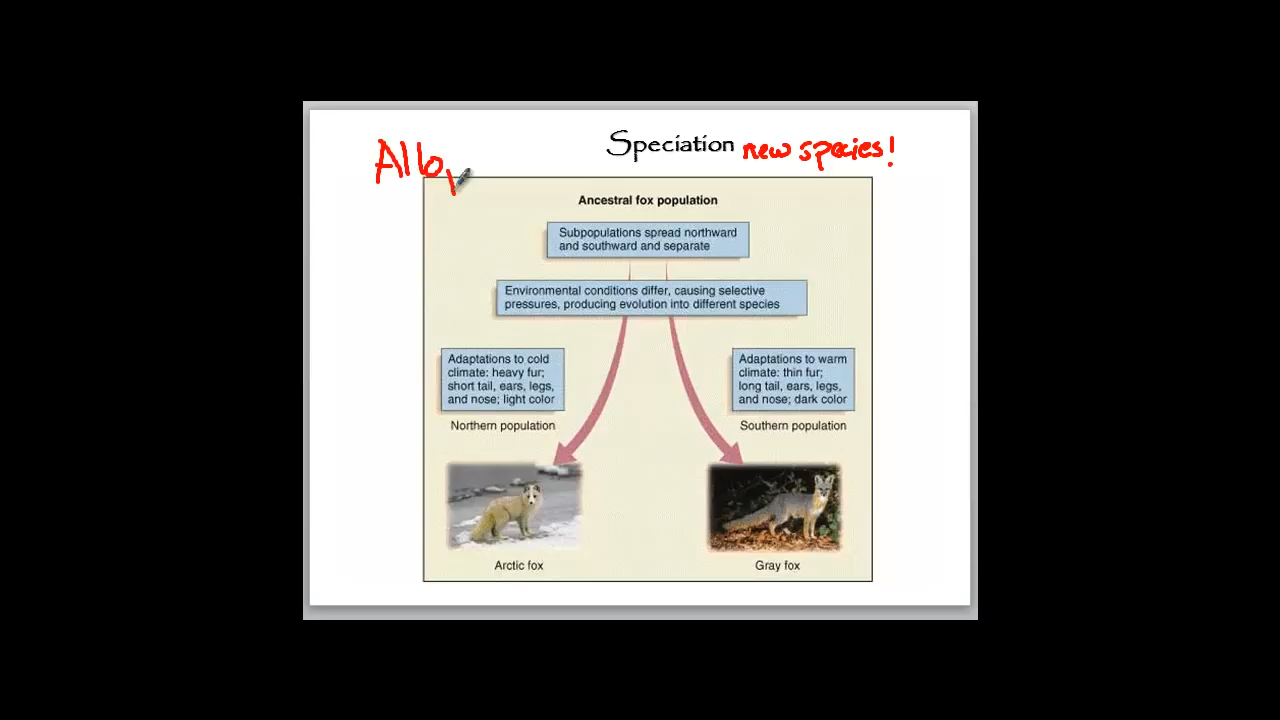 Speciation new species!
Allo
Ancestral fox population
Subpopulations spread northward
and southward and separate
Environmental conditions differ, causing selective
pressures, producing evolution into different species
Adaptations to cold
climate: heavy fur;
short tail, ears, legs,
and nose; light color
Northern population
Adaptations to warm
climate: thin fur;
long tail, ears, legs,
and nose; dark color
Southern population
Arctic fox
Gray fox